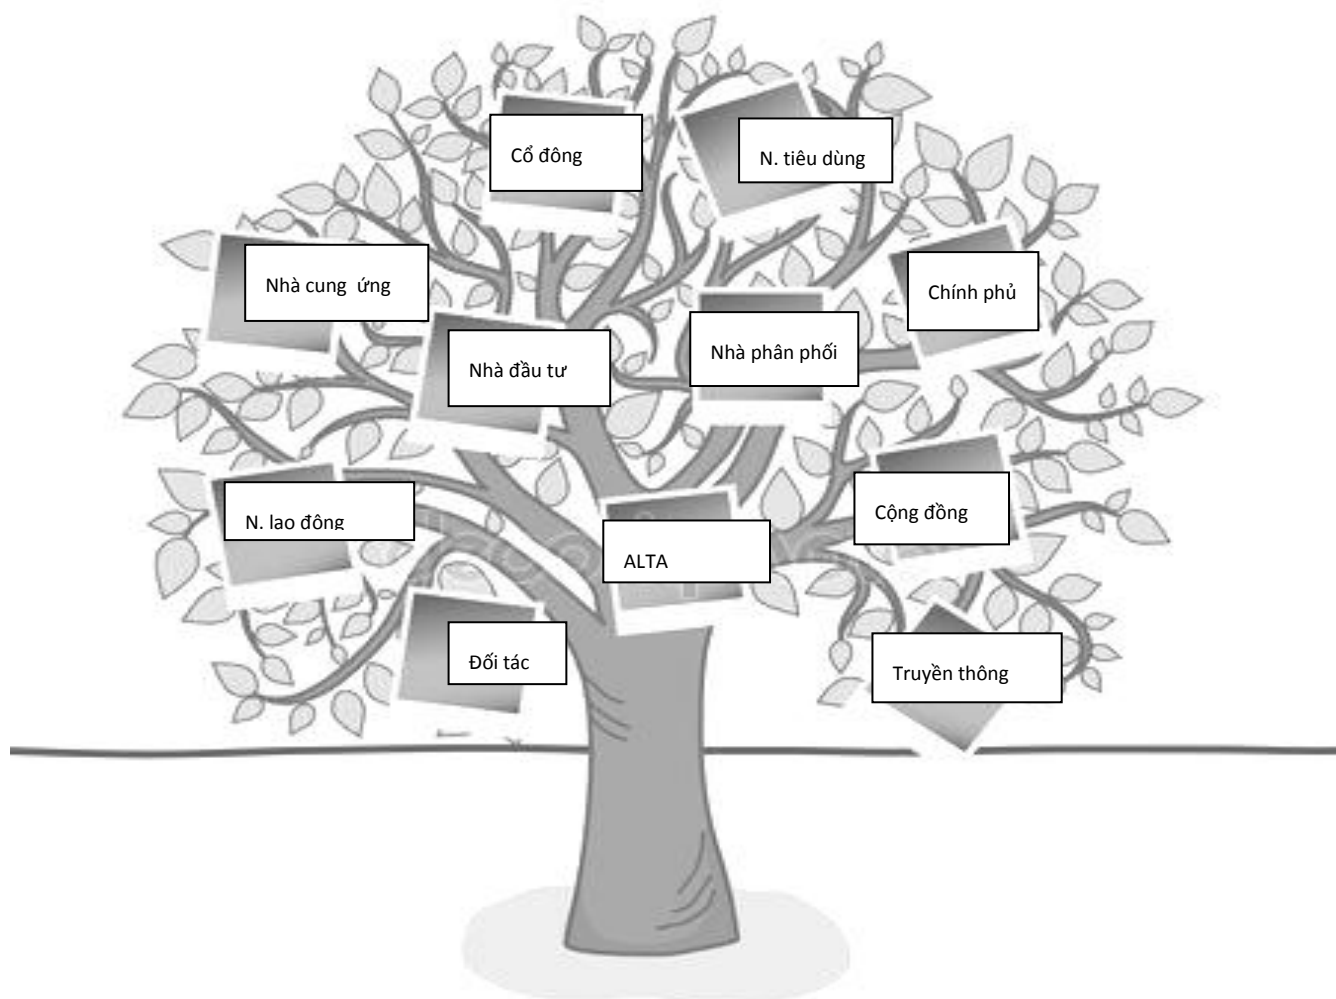 Cổ đông
N. tiêu dùng
Nhà cung ứng
Chính phủ
Nhà phân phối
Nhà đầu tư
N. lao đông
Cộng đồng
ALTA
Đối tác
Truyền thông